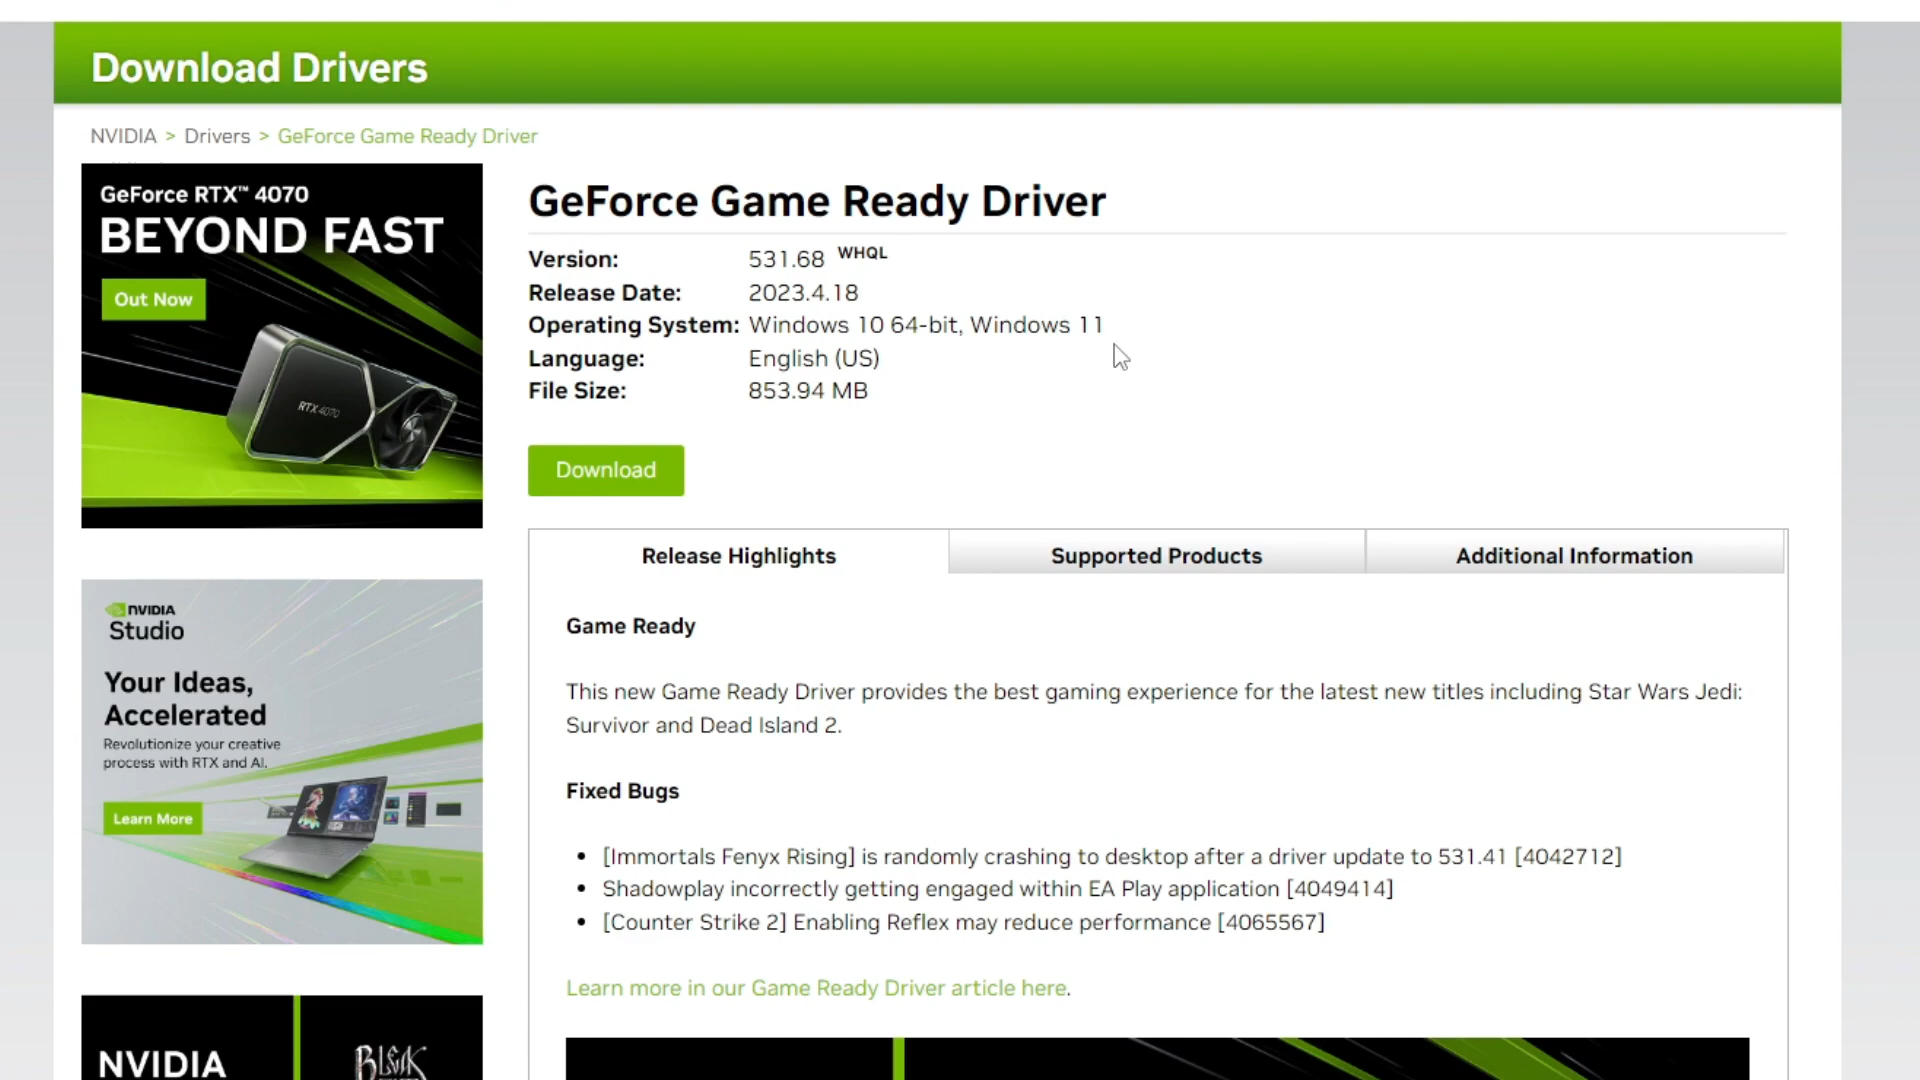 Download Drivers
NVIDIA > Drivers > GeForce Game Ready Driver
GeForce RTX™ 4070
BEYOND FAST
Out Now
RTX 4070
NVIDIA
Studio
Your Ideas,
Accelerated
Revolutionize your creative
process with RTX and AI.
Learn More
NVIDIA
GeForce Game Ready Driver
Version: 531.68 WHQL
Release Date: 2023.4.18
Operating System: Windows 10 64-bit, Windows 11
Language: English (US)
File Size: 853.94 MB
Download
Release Highlights Supported Products Additional Information
Game Ready
This new Game Ready Driver provides the best gaming experience for the latest new titles including Star Wars Jedi:
Survivor and Dead Island 2.
Fixed Bugs
• [Immortals Fenyx Rising] is randomly crashing to desktop after a driver update to 531.41 [4042712]
• Shadowplay incorrectly getting engaged within EA Play application [4049414]
• [Counter Strike 2] Enabling Reflex may reduce performance [4065567]
Learn more in our Game Ready Driver article here.